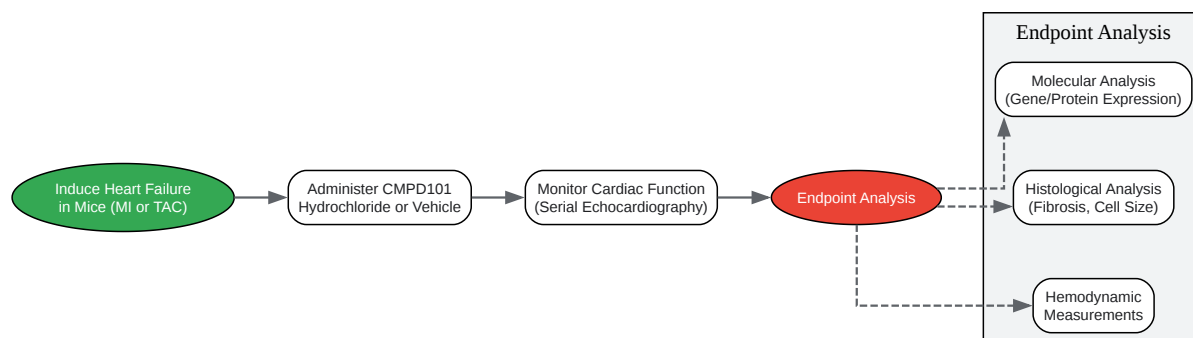 Endpoint Analysis
Molecular Analysis
(Gene/Protein Expression)
Induce Heart Failure
in Mice (MI or TAC)
Administer CMPD101
Hydrochloride or Vehicle
Monitor Cardiac Function
(Serial Echocardiography)
Endpoint Analysis
Histological Analysis
(Fibrosis, Cell Size)
Hemodynamic
Measurements